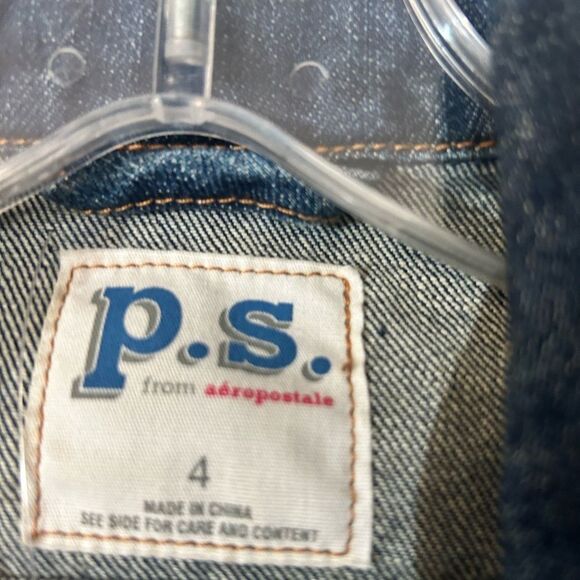 p.s.
from aéropostale
4
MADE IN CHINA
SEE SIDE FOR CARE AND CONTENT